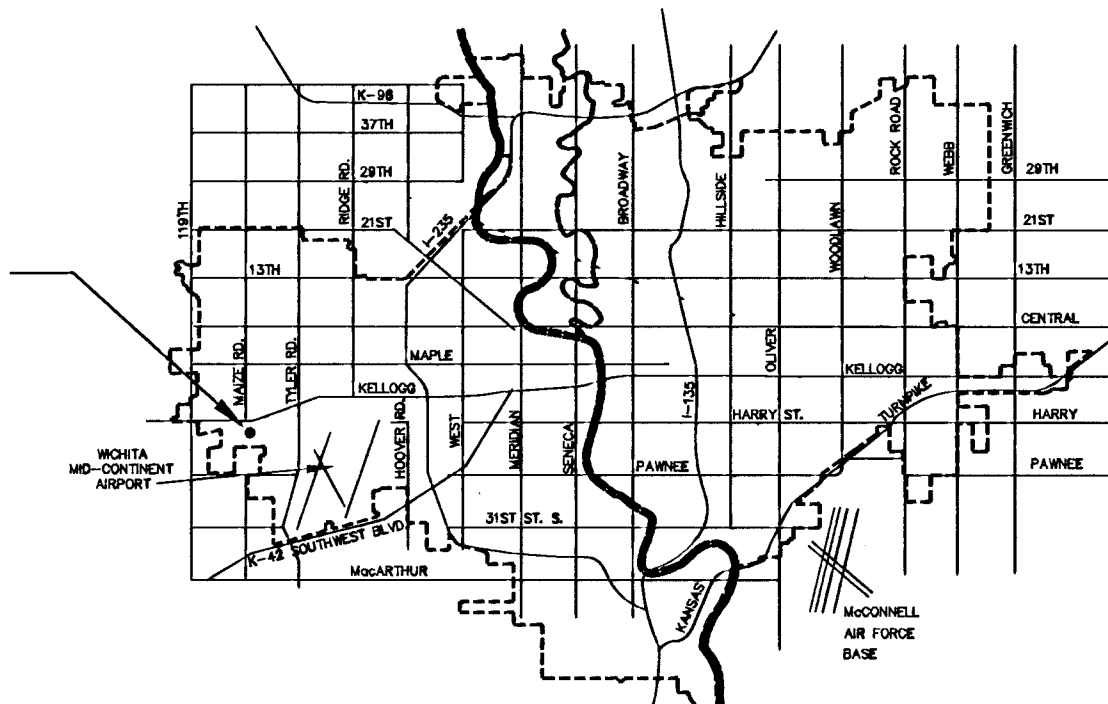 K-96
37TH
29TH
21ST
13TH
119TH
RIDGE RD.
I-235
BROADWAY
HILLSIDE
WOODLAWN
ROCK ROAD
WEBB
GREENWICH
29TH
21ST
13TH
CENTRAL
MAIZE RD.
TYLER RD.
MAPLE
KELLOGG
HOOVER RD.
WEST
MERIDIAN
SENECA
I-135
OLIVER
KELLOGG
TURNPIKE
HARRY ST.
HARRY
PAWNEE
PAWNEE
WICHITA
MID-CONTINENT
AIRPORT
31ST ST. S.
K-42 SOUTHWEST BLVD.
MacARTHUR
KANSAS
McCONNELL
AIR FORCE
BASE